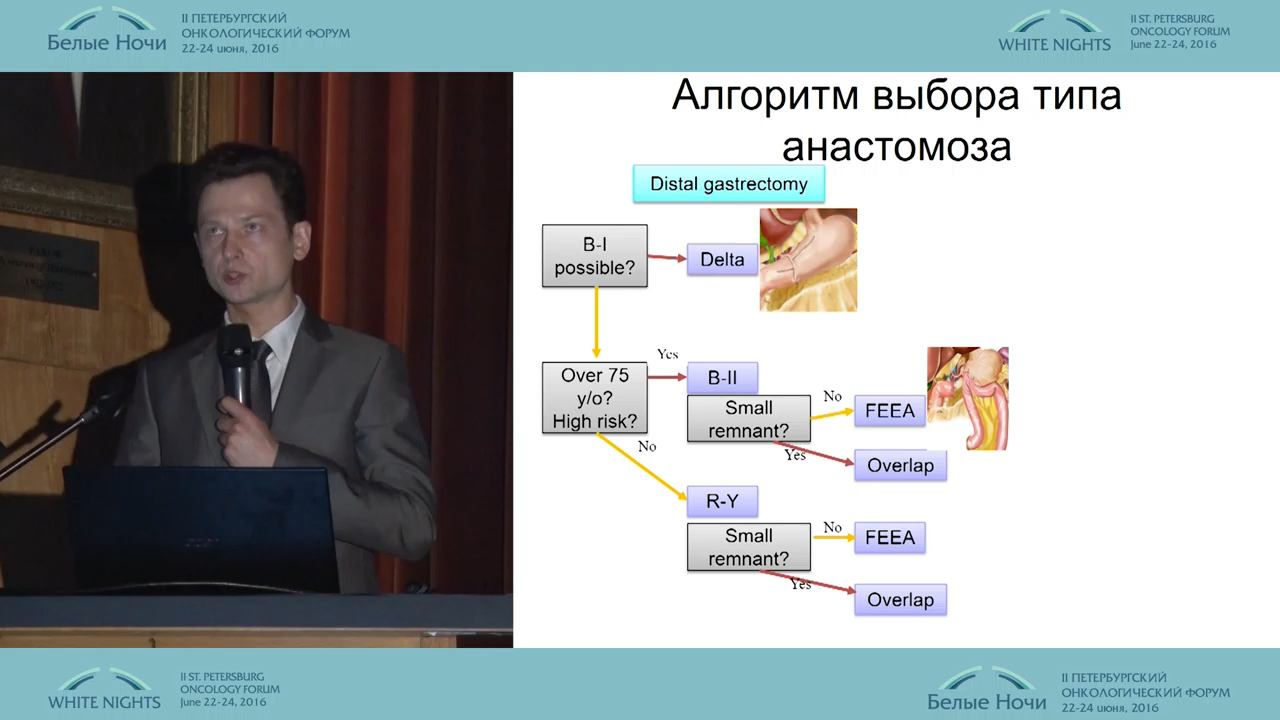 Белые Ночи
II ПЕТЕРБУРГСКИЙ
ОНКОЛОГИЧЕСКИЙ ФОРУМ
22-24 июня, 2016
WHITE NIGHTS
II ST. PETERSBURG
ONCOLOGY FORUM
June 22-24, 2016
Алгоритм выбора типа
анастомоза
Distal gastrectomy
B-I
possible?
Delta
Over 75
y/o?
High risk?
Yes
B-II
Small
remnant?
No
FEEA
Yes
Overlap
No
R-Y
Small
remnant?
No
FEEA
Yes
Overlap
WHITE NIGHTS
II ST. PETERSBURG
ONCOLOGY FORUM
June 22-24, 2016
Белые Ночи
II ПЕТЕРБУРГСКИЙ
ОНКОЛОГИЧЕСКИЙ ФОРУМ
22-24 июня, 2016